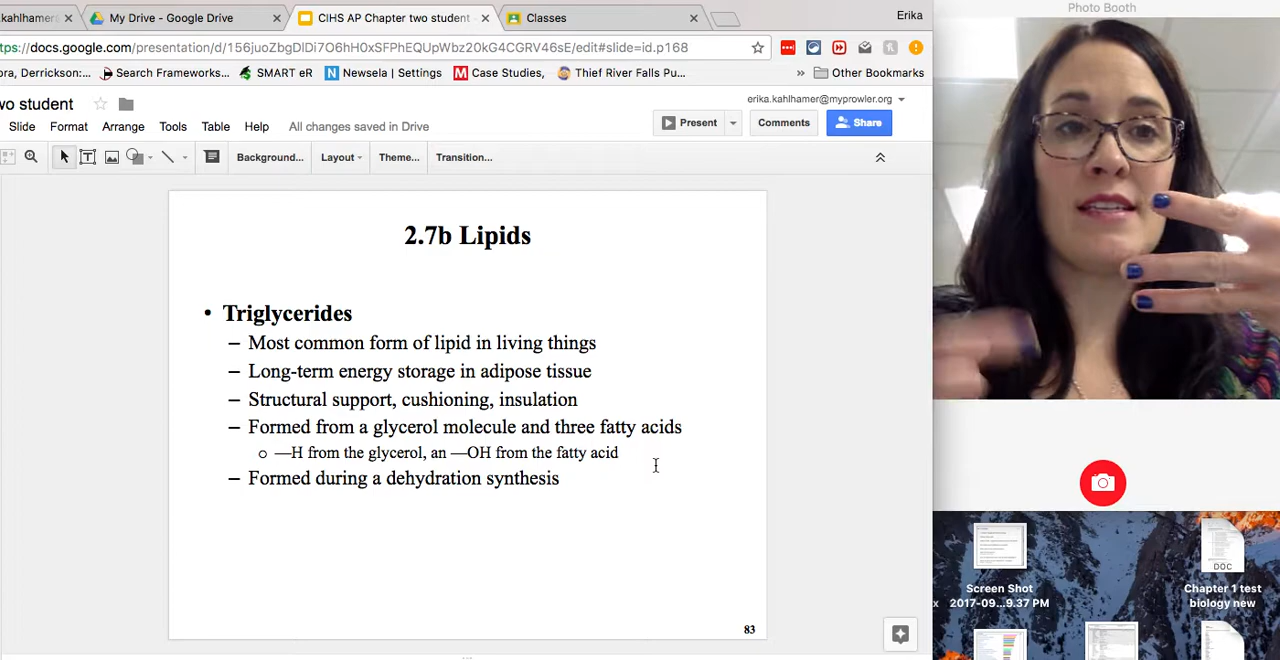 kahlhamer
My Drive - Google Drive
CIHS AP Chapter two student
Classes
Erika
ttps://docs.google.com/presentation/d/156juoZbgDlDi7O6hH0xSFPhEQUpWbz20kG4CGRV46sE/edit#slide=id.p168
ora, Derrickson:...
Search Frameworks...
SMART eR
Newsela | Settings
Case Studies,
Thief River Falls Pu...
» Other Bookmarks
wo student
erika.kahlhamer@myprowler.org
Slide Format Arrange Tools Table Help All changes saved in Drive
Present
Comments
Share
Background... Layout Theme... Transition...
2.7b Lipids
• Triglycerides
– Most common form of lipid in living things
– Long-term energy storage in adipose tissue
– Structural support, cushioning, insulation
– Formed from a glycerol molecule and three fatty acids
o —H from the glycerol, an —OH from the fatty acid
– Formed during a dehydration synthesis
83
Photo Booth
Screen Shot
2017-09...9.37 PM
DOC
Chapter 1 test
biology new